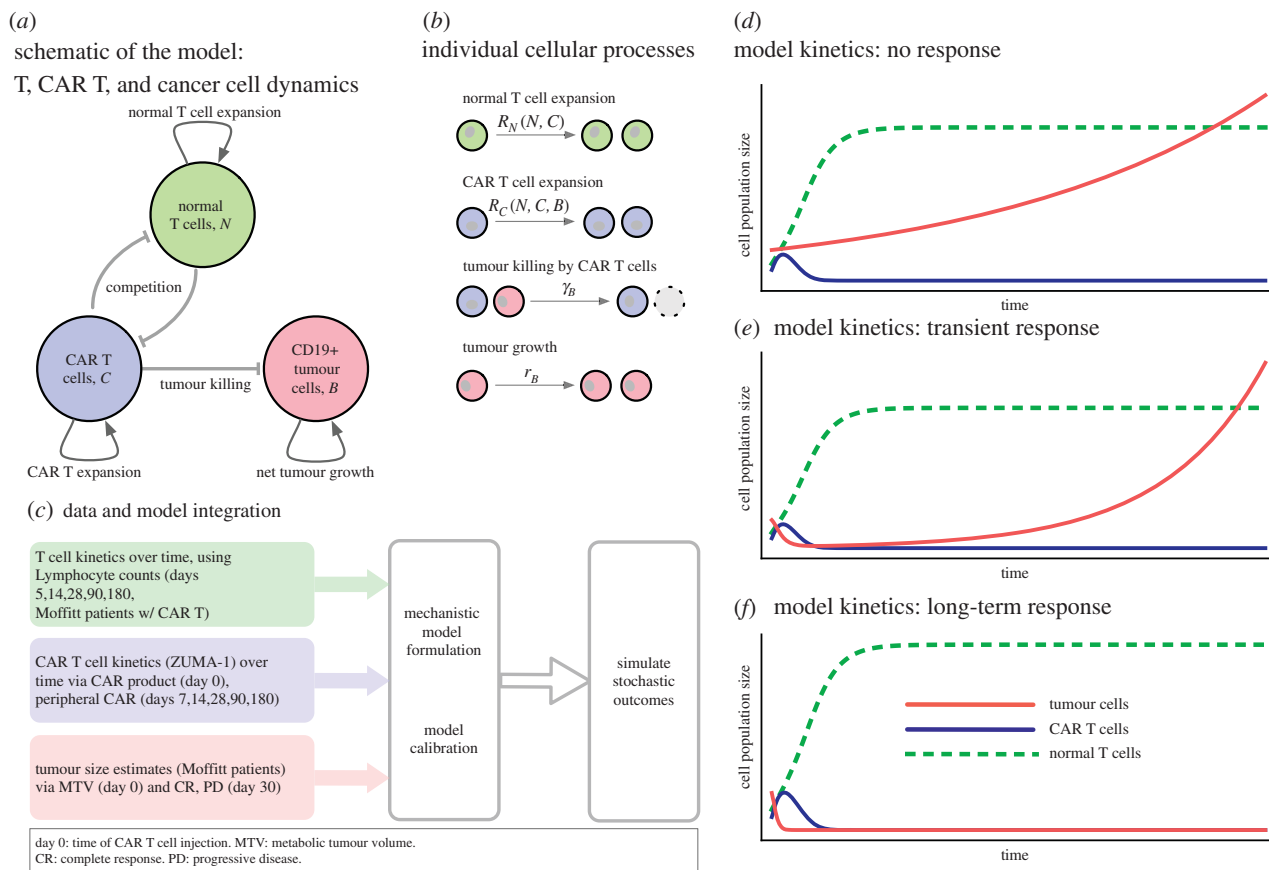 (a)
schematic of the model:
T, CAR T, and cancer cell dynamics
normal T cell expansion
normal
T cells, N
competition
CAR T
cells, C
tumour killing
CD19+
tumour
cells, B
CAR T expansion
net tumour growth
(b)
individual cellular processes
normal T cell expansion
R_N(N, C)
CAR T cell expansion
R_C(N, C, B)
tumour killing by CAR T cells
γ_B
tumour growth
r_B
(c) data and model integration
T cell kinetics over time, using
Lymphocyte counts (days
5,14,28,90,180,
Moffitt patients w/ CAR T)
CAR T cell kinetics (ZUMA-1) over
time via CAR product (day 0),
peripheral CAR (days 7,14,28,90,180)
tumour size estimates (Moffitt patients)
via MTV (day 0) and CR, PD (day 30)
mechanistic
model
formulation
model
calibration
simulate
stochastic
outcomes
day 0: time of CAR T cell injection. MTV: metabolic tumour volume.
CR: complete response. PD: progressive disease.
(d)
model kinetics: no response
cell population size
time
(e) model kinetics: transient response
cell population size
time
(f) model kinetics: long-term response
cell population size
tumour cells
CAR T cells
normal T cells
time